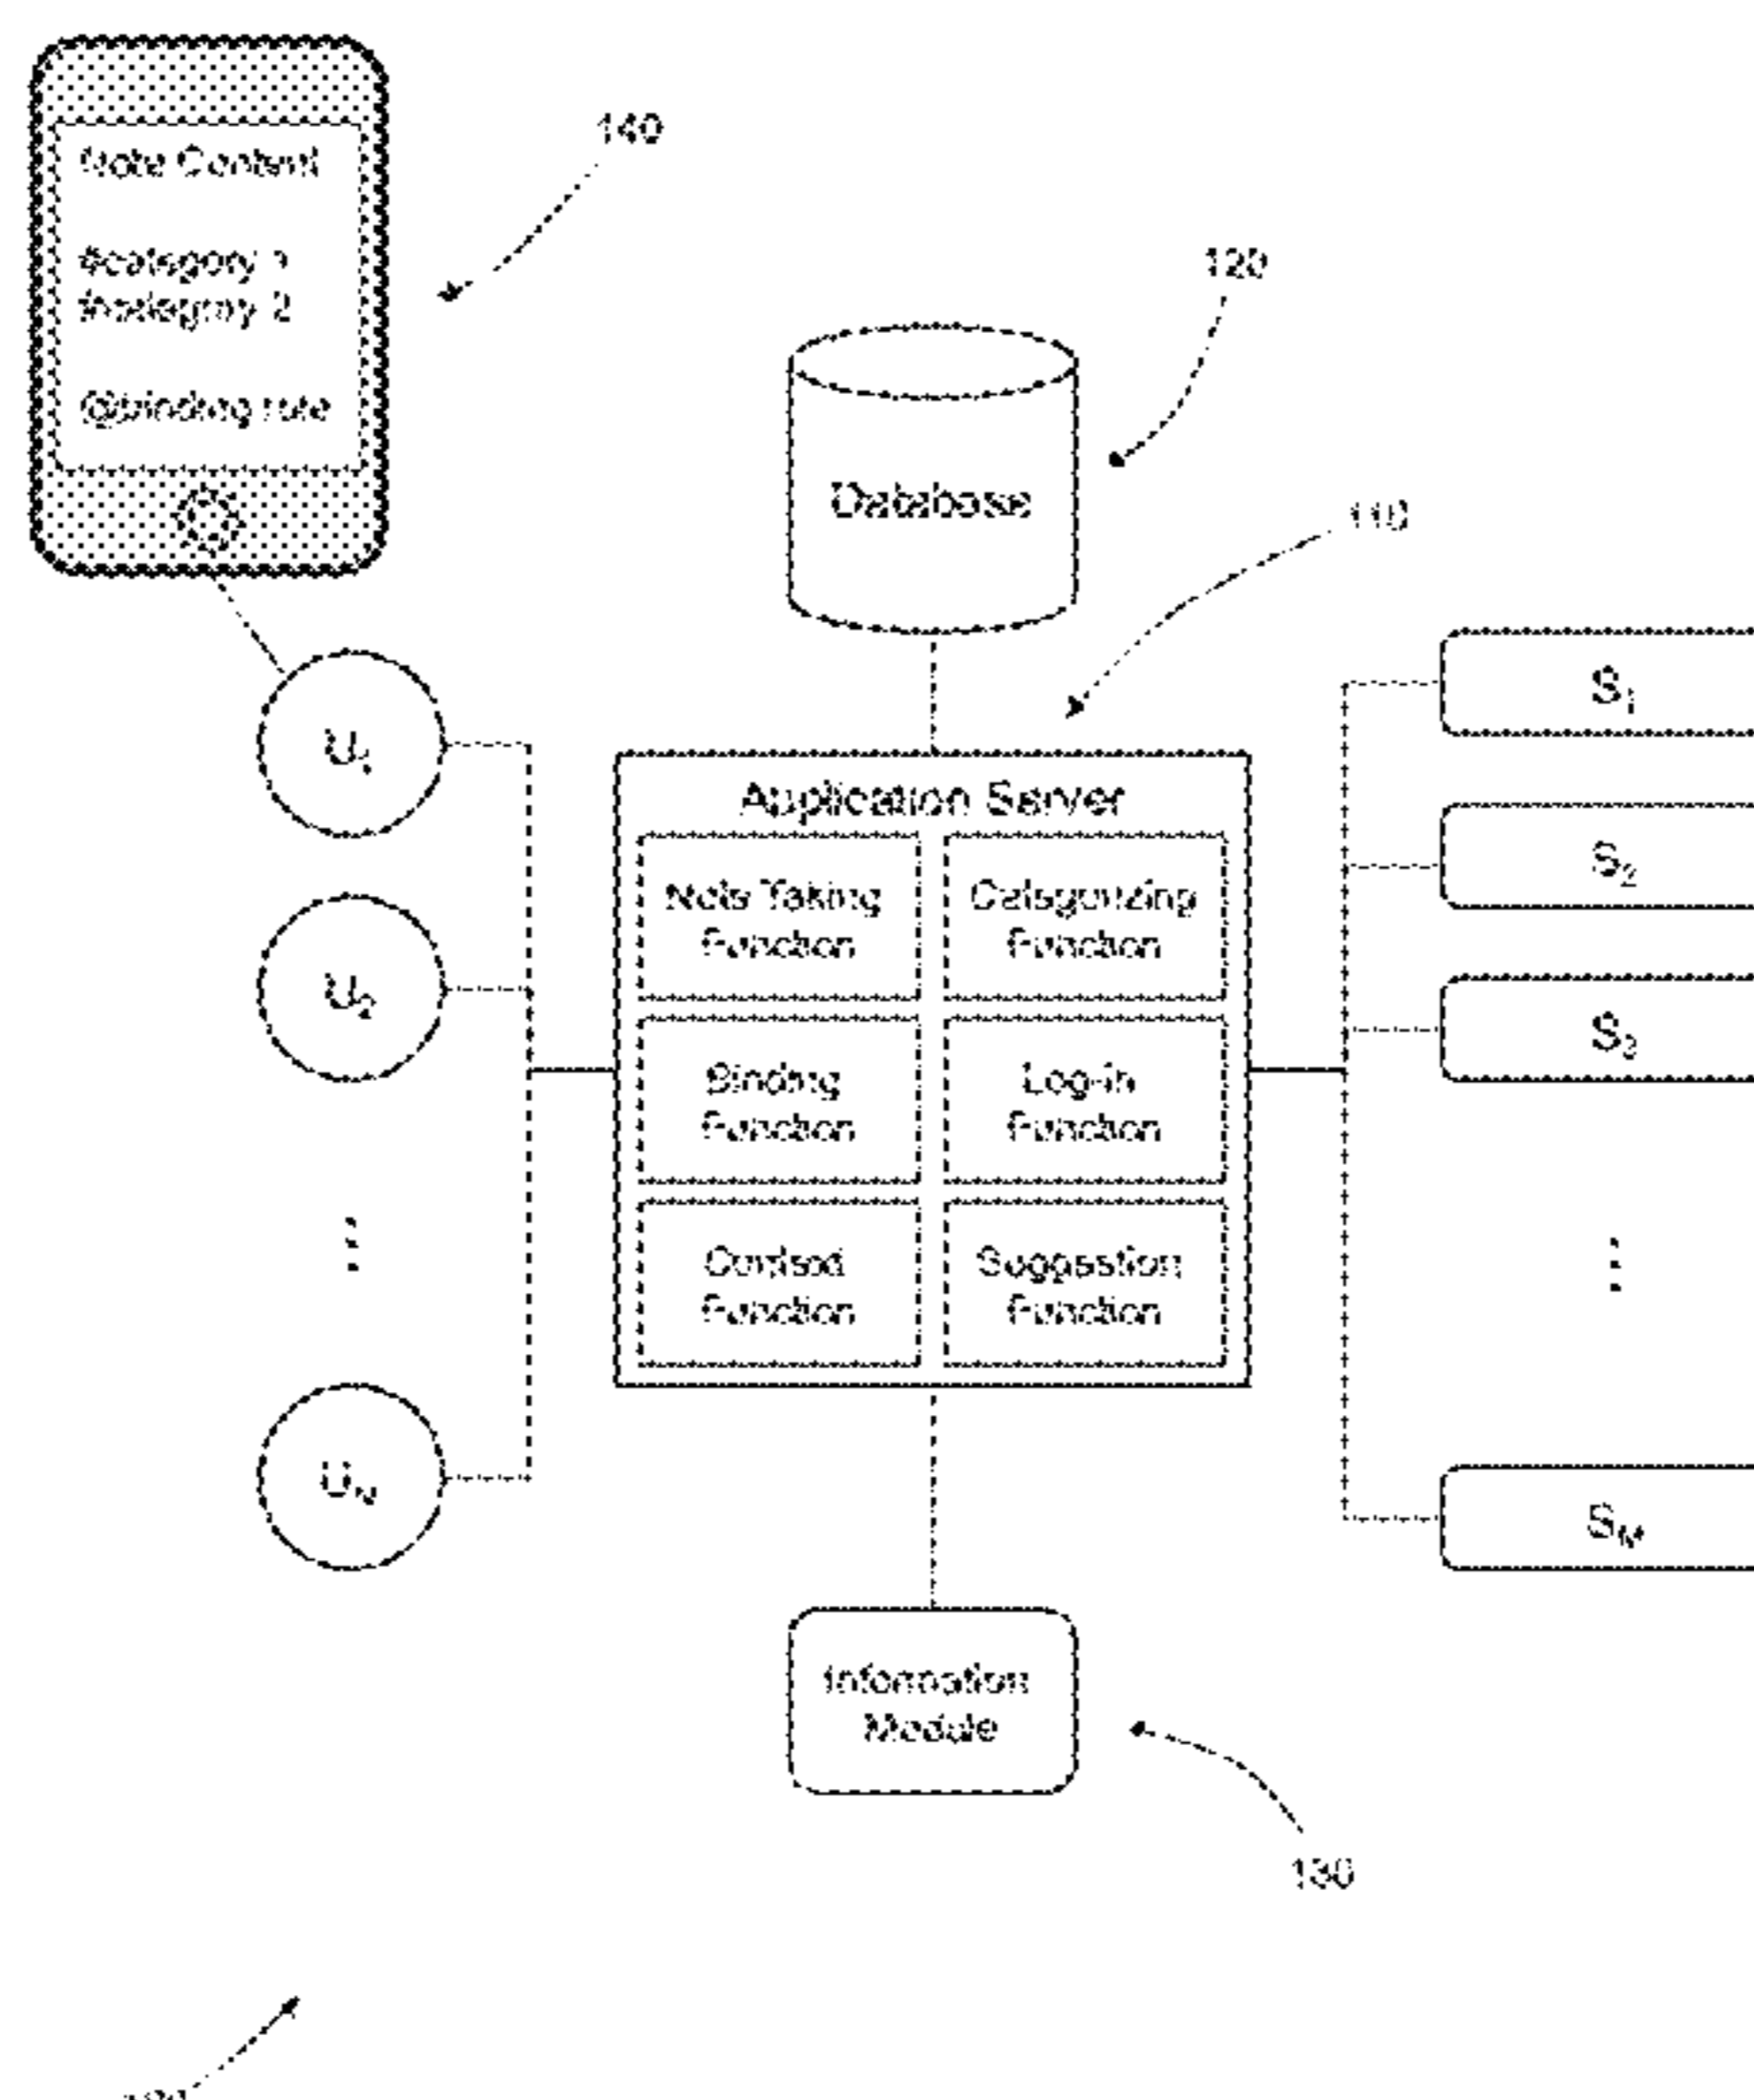 140
Note Content
#category 1
#category 2
@binding rule
120
Database
110
U1
S1
Application Server
Note Taking Function
Categorizing Function
S2
U2
Binding Function
Log-in Function
S3
Context Function
Suggestion Function
UN
SM
Information Module
130